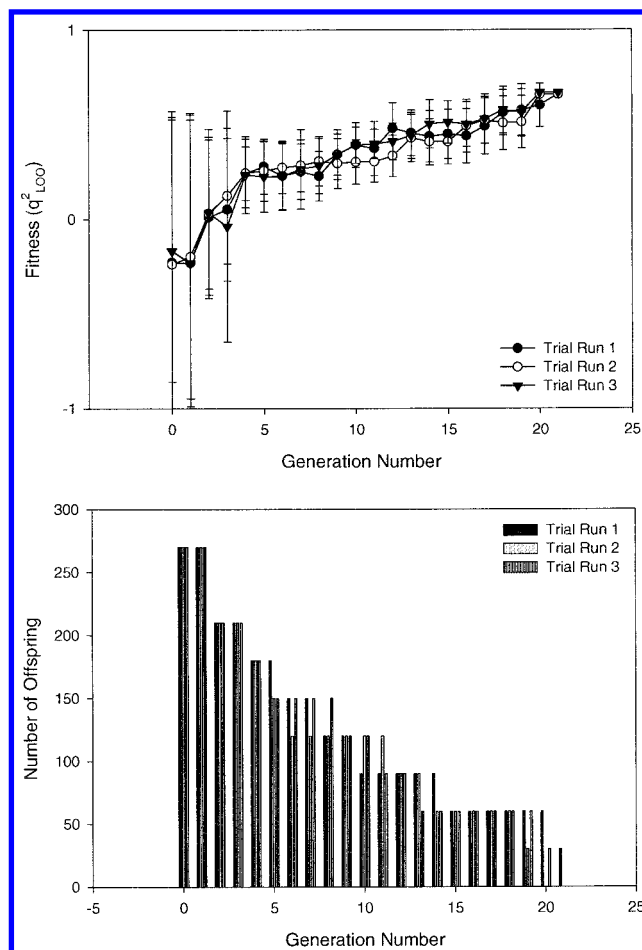 1
0
-1
Fitness (q²LOO)
0
5
10
15
20
25
Generation Number
Trial Run 1
Trial Run 2
Trial Run 3
300
250
200
150
100
50
0
Number of Offspring
-5
0
5
10
15
20
25
Generation Number
Trial Run 1
Trial Run 2
Trial Run 3